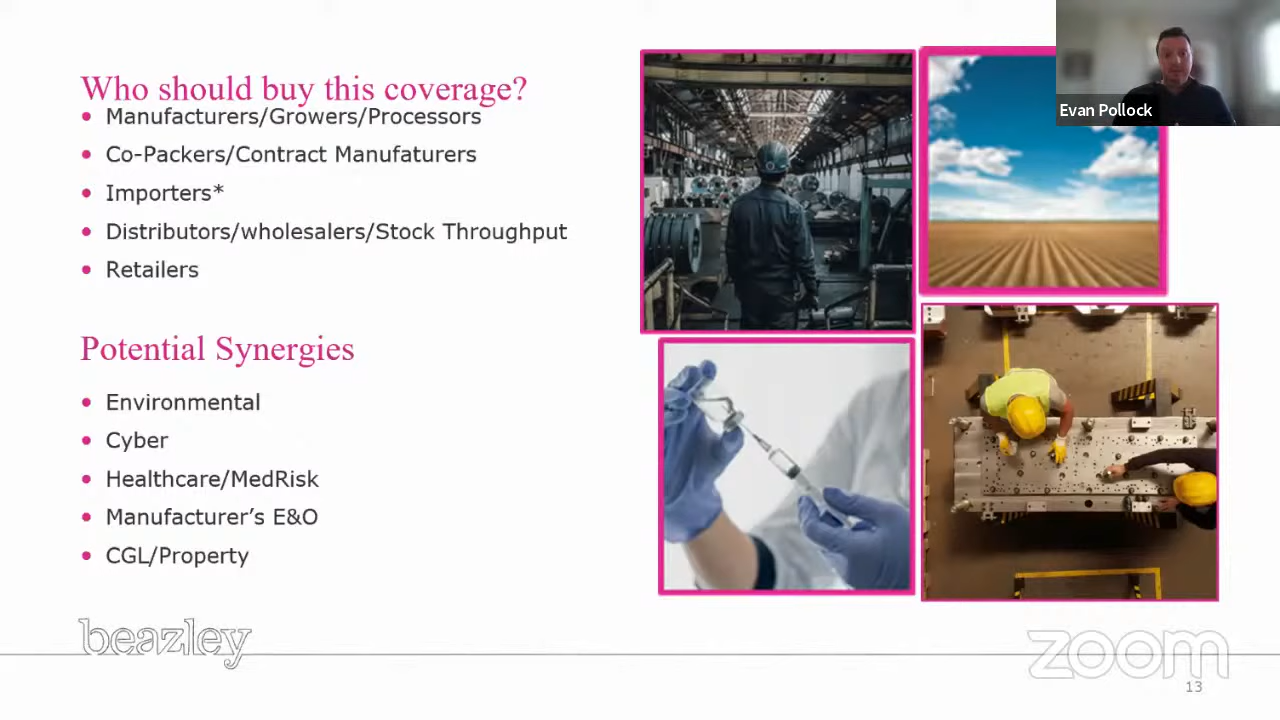 Who should buy this coverage?
• Manufacturers/Growers/Processors
• Co-Packers/Contract Manufaturers
• Importers*
• Distributors/wholesalers/Stock Throughput
• Retailers
Potential Synergies
• Environmental
• Cyber
• Healthcare/MedRisk
• Manufacturer’s E&O
• CGL/Property
Evan Pollock
beazley
zoom
13